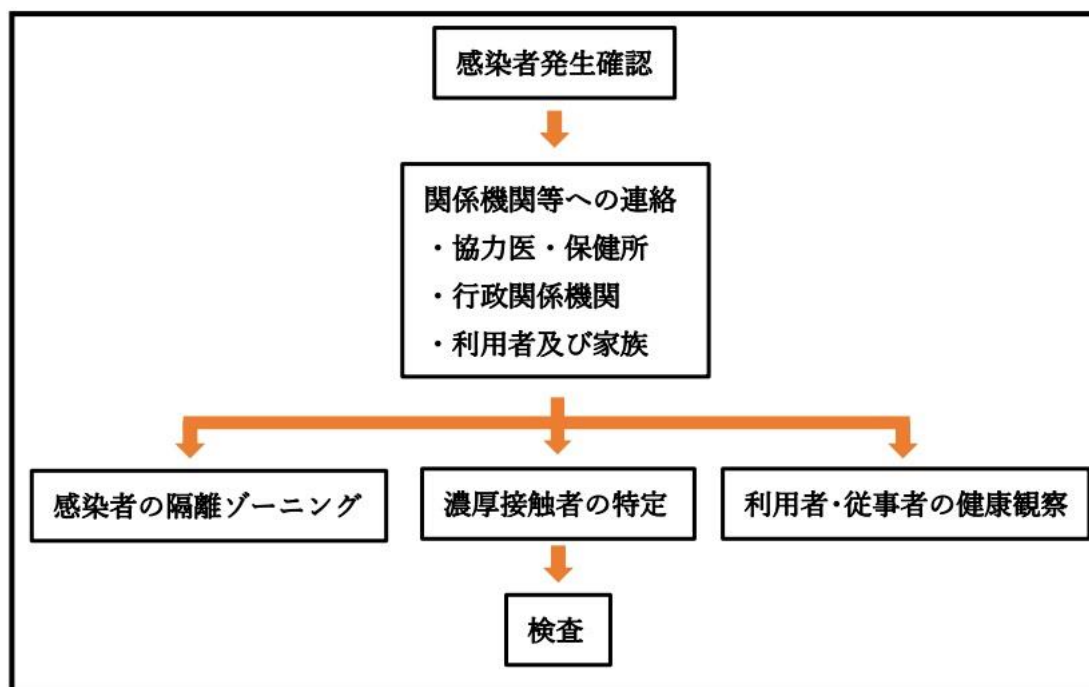 感染者発生確認
関係機関等への連絡
・協力医・保健所
・行政関係機関
・利用者及び家族
感染者の隔離ゾーニング
濃厚接触者の特定
利用者･従事者の健康観察
検査